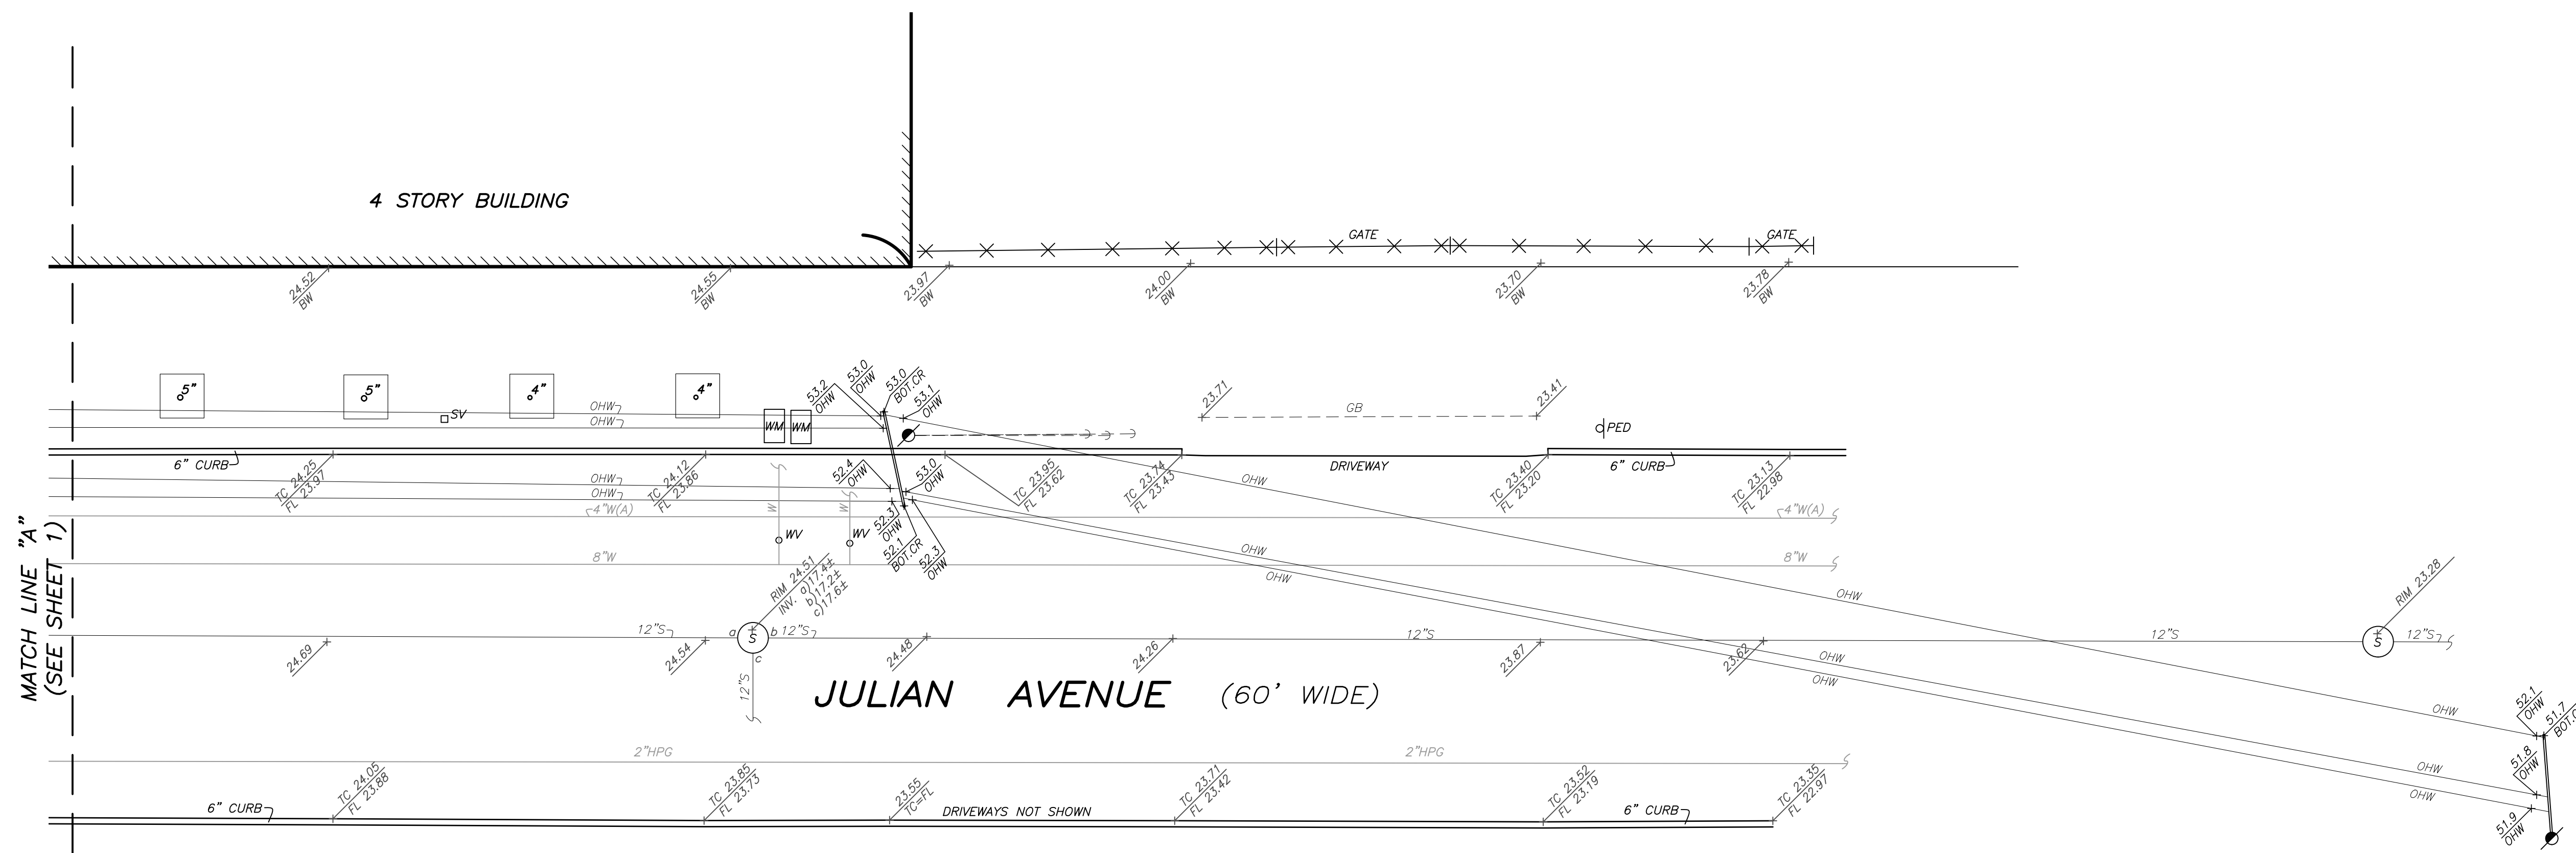 4 STORY BUILDING
GATE
GATE
24.52
BW
24.55
BW
23.97
BW
24.00
BW
23.70
BW
23.78
BW
5"
5"
4"
4"
SV
WM
WM
OHW
OHW
53.2
OHW
53.0
OHW
53.0
BOT.CR
53.1
OHW
23.71
GB
23.41
PED
6" CURB
DRIVEWAY
6" CURB
TC 24.25
FL 23.97
TC 24.12
FL 23.86
TC 23.95
FL 23.62
TC 23.74
FL 23.43
TC 23.40
FL 23.20
TC 23.13
FL 22.98
OHW
OHW
52.4
OHW
53.0
OHW
52.3
OHW
52.1
BOT.CR
52.3
OHW
OHW
OHW
OHW
OHW
4"W(A)
4"W(A)
W
W
WV
WV
8"W
8"W
RIM 24.51
INV. a)17.4±
b)17.2±
c)17.6±
RIM 23.28
12"S
a
S
b
12"S
c
12"S
12"S
12"S
S
12"S
24.69
24.54
24.48
24.26
23.87
23.62
OHW
OHW
OHW
OHW
OHW
MATCH LINE "A"
(SEE SHEET 1)
JULIAN AVENUE (60' WIDE)
52.1
OHW
51.7
51.8
OHW
51.9
OHW
2"HPG
2"HPG
TC 24.05
FL 23.88
TC 23.85
FL 23.73
23.55
TC=FL
TC 23.71
FL 23.42
TC 23.52
FL 23.19
TC 23.35
FL 22.97
6" CURB
DRIVEWAYS NOT SHOWN
6" CURB